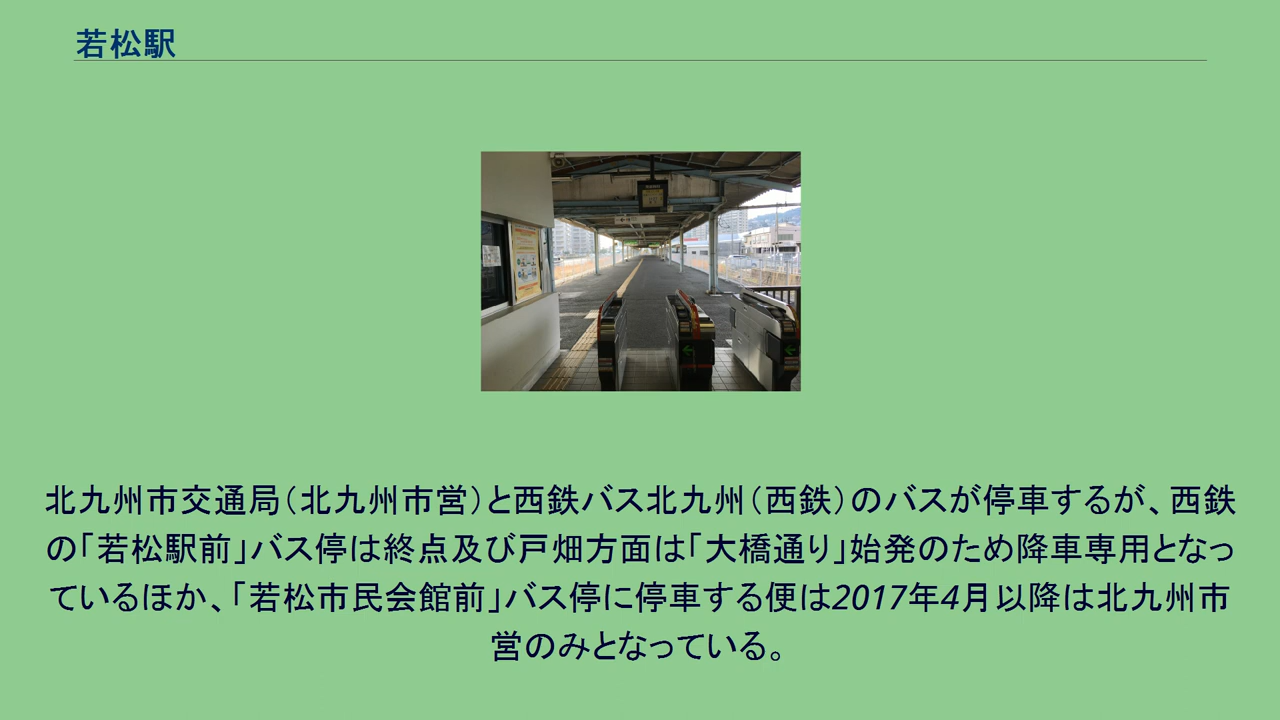 若松駅
北九州市交通局（北九州市営）と西鉄バス北九州（西鉄）のバスが停車するが、西鉄
の「若松駅前」バス停は終点及び戸畑方面は「大橋通り」始発のため降車専用となっ
ているほか、「若松市民会館前」バス停に停車する便は2017年4月以降は北九州市
営のみとなっている。